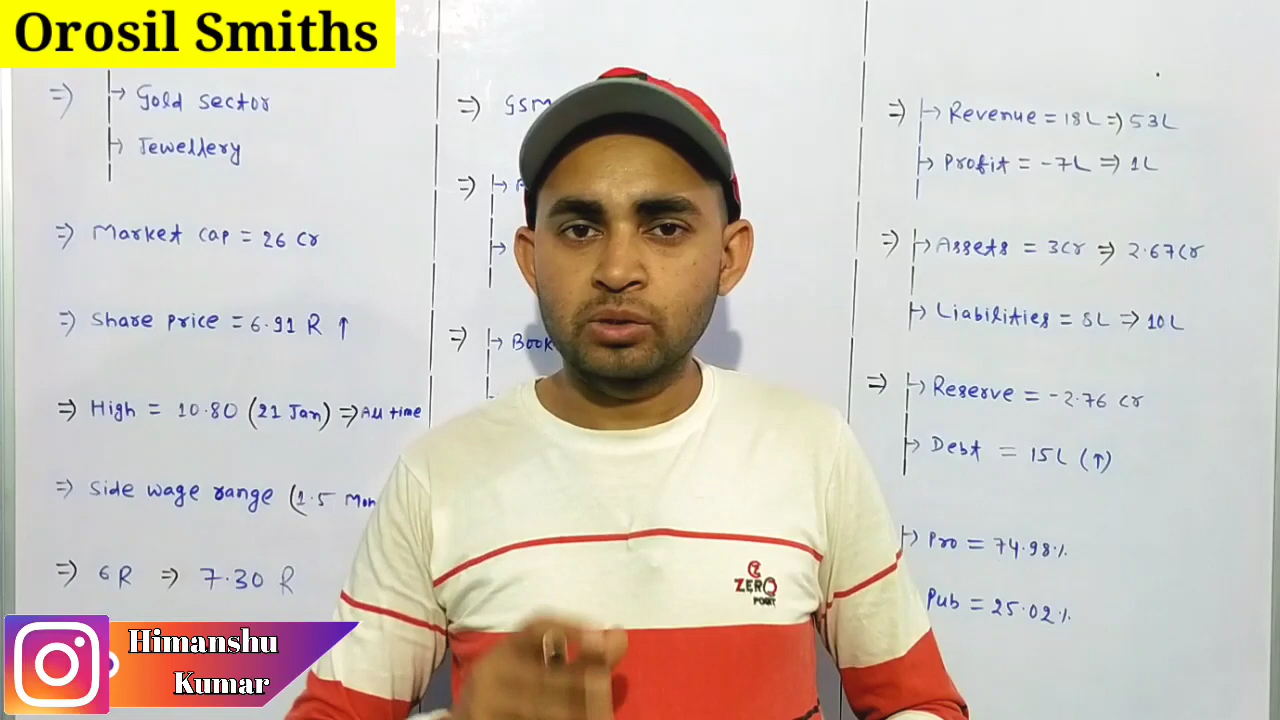 Orosil Smiths
=> Gold sector
Jewellery
=> Market cap = 26 Cr
=> Share price = 6.91 R ↑
=> High = 10.80 (21 Jan) => All time
=> Side wage range (1.5 Mon
=> 6 R => 7.30 R
=> GSM
=>
=> Book
=> Revenue = 18L => 53L
Profit = -7L => 1L
=> Assets = 3Cr => 2.67Cr
Liabilities = 5L => 10L
=> Reserve = -2.76 Cr
Debt = 15L (↑)
Pro = 74.98%
Pub = 25.02%
ZERO
POINT
Himanshu
Kumar